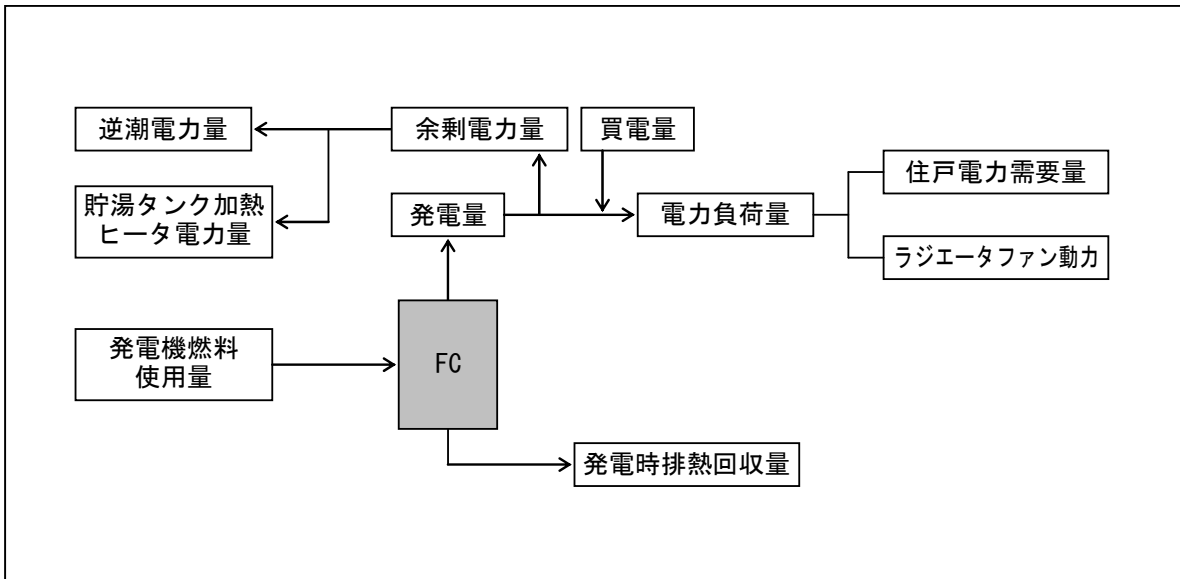 逆潮電力量
余剰電力量
買電量
住戸電力需要量
貯湯タンク加熱
ヒータ電力量
発電量
電力負荷量
ラジエータファン動力
発電機燃料
使用量
FC
発電時排熱回収量